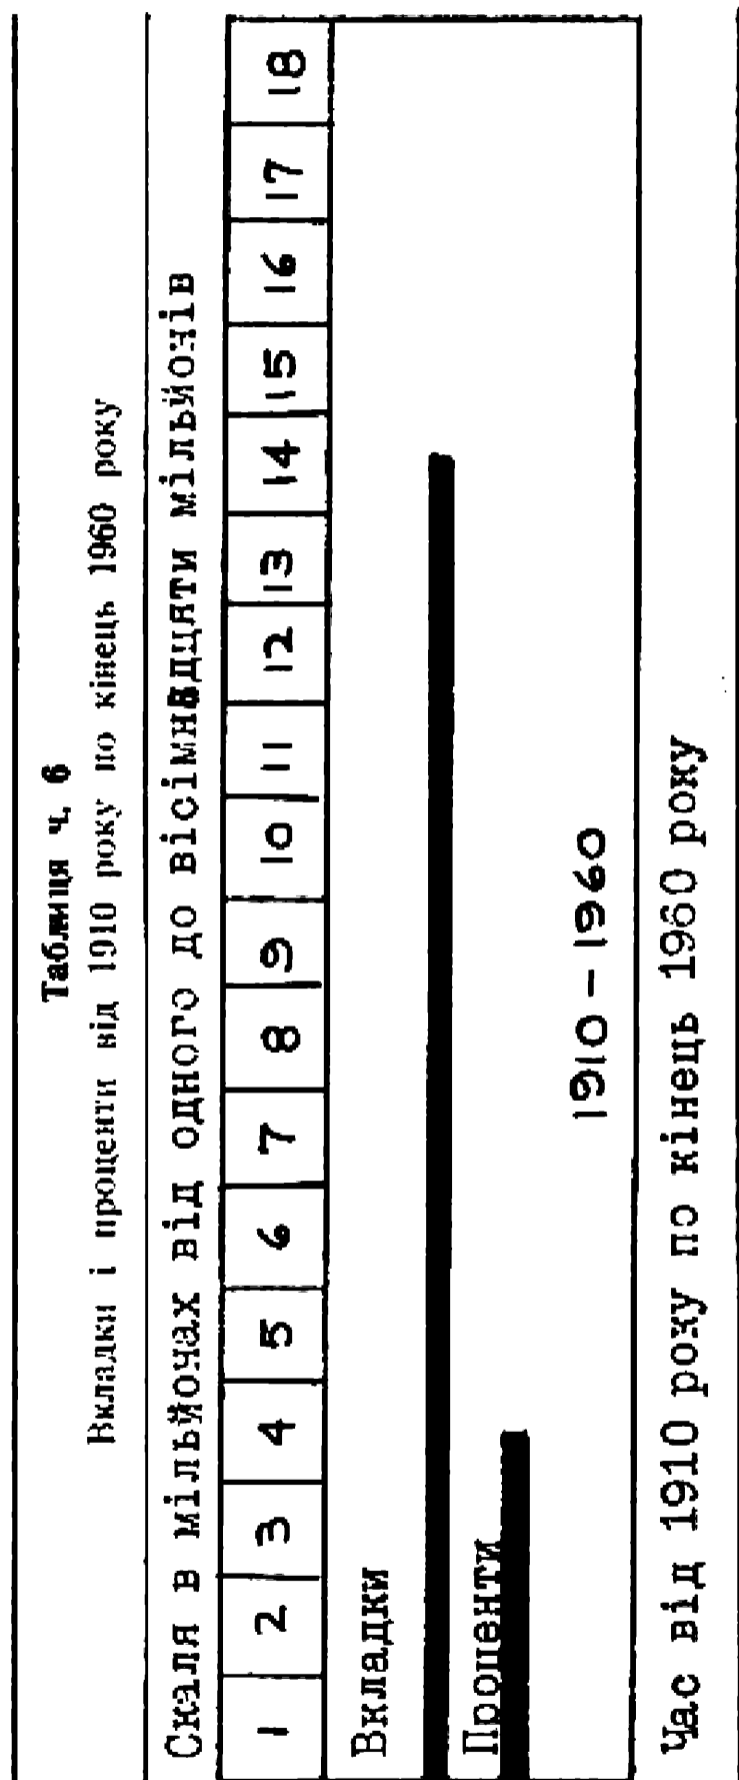 Таблиця ч. 6
Вкладки і проценти від 1910 року по кінець 1960 року
Скаля в мільйонах від одного до вісімнадцяти мільйонів
1 2 3 4 5 6 7 8 9 10 11 12 13 14 15 16 17 18
Вкладки
Проценти
1910-1960
Час від 1910 року по кінець 1960 року